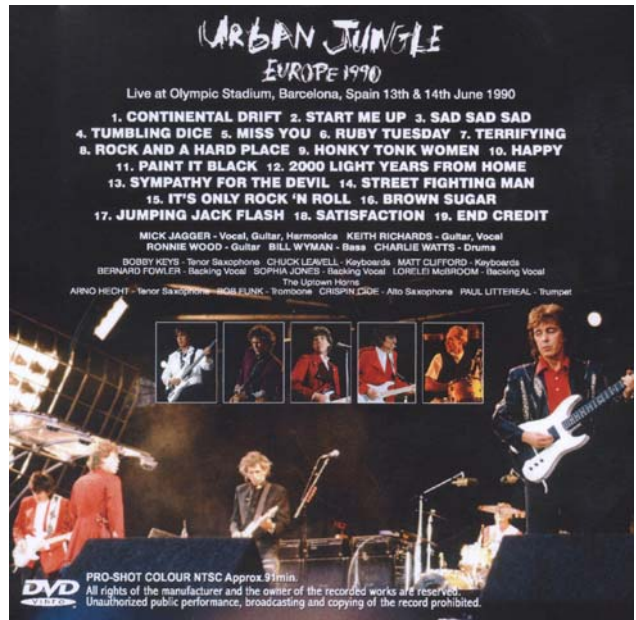 URBAN JUNGLE
EUROPE 1990
Live at Olympic Stadium, Barcelona, Spain 13th & 14th June 1990
1. CONTINENTAL DRIFT 2. START ME UP 3. SAD SAD SAD
4. TUMBLING DICE 5. MISS YOU 6. RUBY TUESDAY 7. TERRIFYING
8. ROCK AND A HARD PLACE 9. HONKY TONK WOMEN 10. HAPPY
11. PAINT IT BLACK 12. 2000 LIGHT YEARS FROM HOME
13. SYMPATHY FOR THE DEVIL 14. STREET FIGHTING MAN
15. IT'S ONLY ROCK 'N ROLL 16. BROWN SUGAR
17. JUMPING JACK FLASH 18. SATISFACTION 19. END CREDIT
MICK JAGGER - Vocal, Guitar, Harmonica KEITH RICHARDS - Guitar, Vocal
RONNIE WOOD - Guitar BILL WYMAN - Bass CHARLIE WATTS - Drums
BOBBY KEYS - Tenor Saxophone CHUCK LEAVELL - Keyboards MATT CLIFFORD - Keyboards
BERNARD FOWLER - Backing Vocal SOPHIA JONES - Backing Vocal LORELEI McBROOM - Backing Vocal
The Uptown Horns
ARNO HECHT - Tenor Saxophone BOB FUNK - Trombone CRISPIN CIOE - Alto Saxophone PAUL LITTEREAL - Trumpet
DVD VIDEO
PRO-SHOT COLOUR NTSC Approx.91min.
All rights of the manufacturer and the owner of the recorded works are reserved.
Unauthorized public performance, broadcasting and copying of the record prohibited.